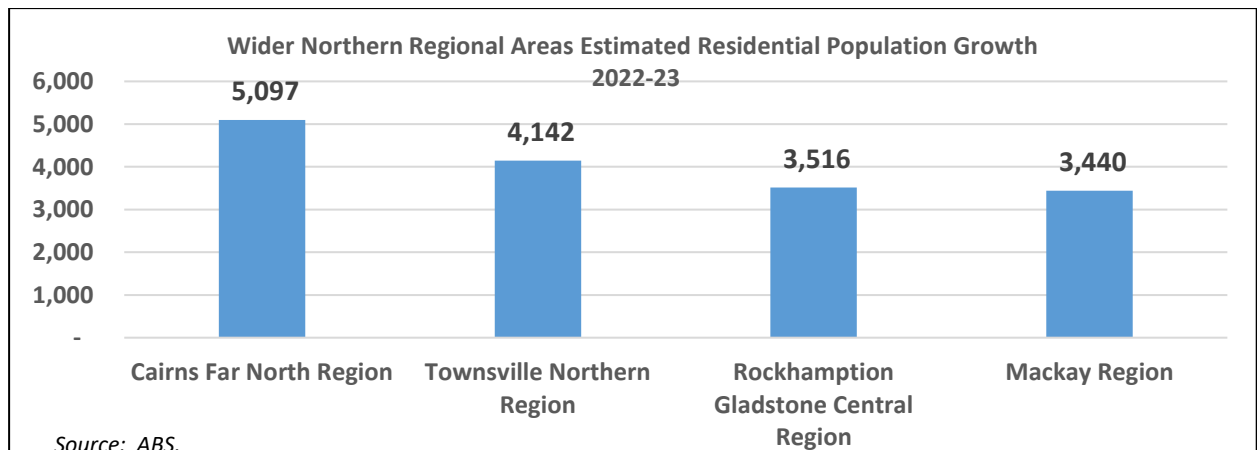 Wider Northern Regional Areas Estimated Residential Population Growth
2022-23
6,000
5,000
4,000
3,000
2,000
1,000
-
5,097
4,142
3,516
3,440
Cairns Far North Region
Townsville Northern
Region
Rockhamption
Gladstone Central
Region
Mackay Region
Source: ABS.